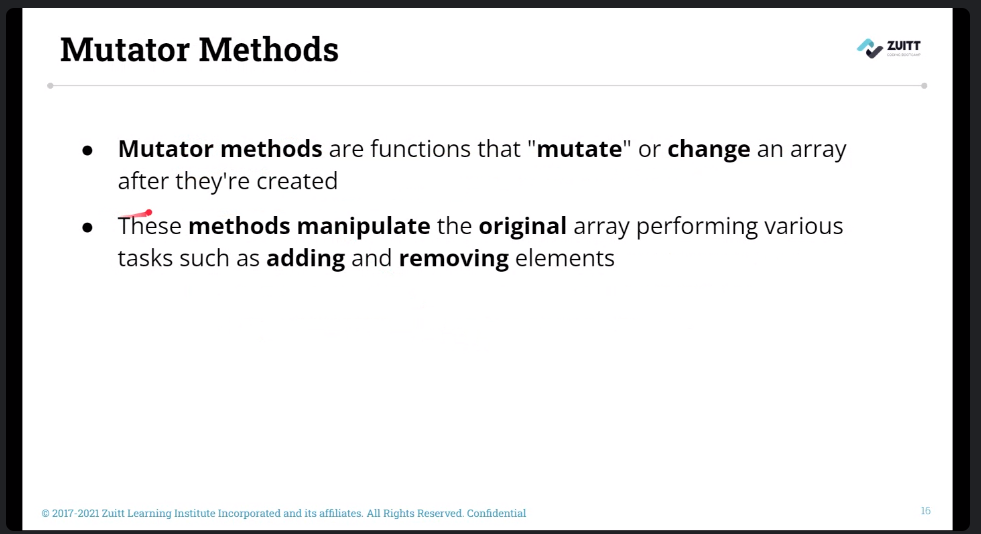 Mutator Methods
ZUITT
● Mutator methods are functions that "mutate" or change an array
after they're created
● These methods manipulate the original array performing various
tasks such as adding and removing elements
© 2017-2021 Zuitt Learning Institute Incorporated and its affiliates. All Rights Reserved. Confidential
16